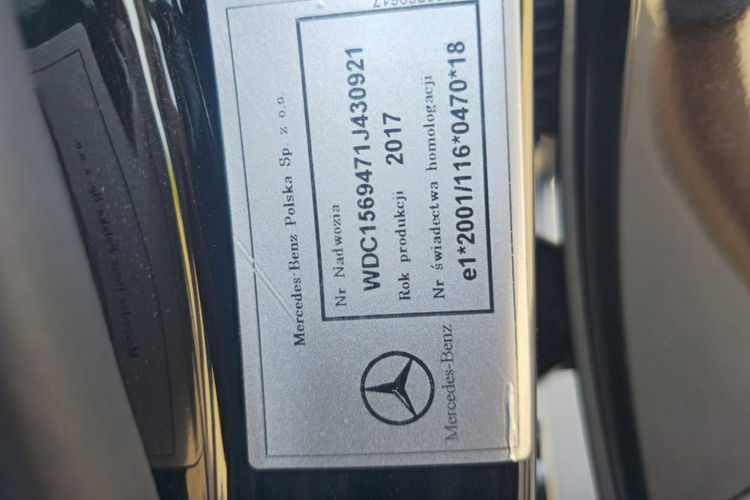 Mercedes-Benz Polska Sp. z o.o.
Nr Nadwozia
WDC1569471J430921
Rok produkcji 2017
Nr świadectwa homologacji
e1*2001/116*0470*18
Mercedes-Benz